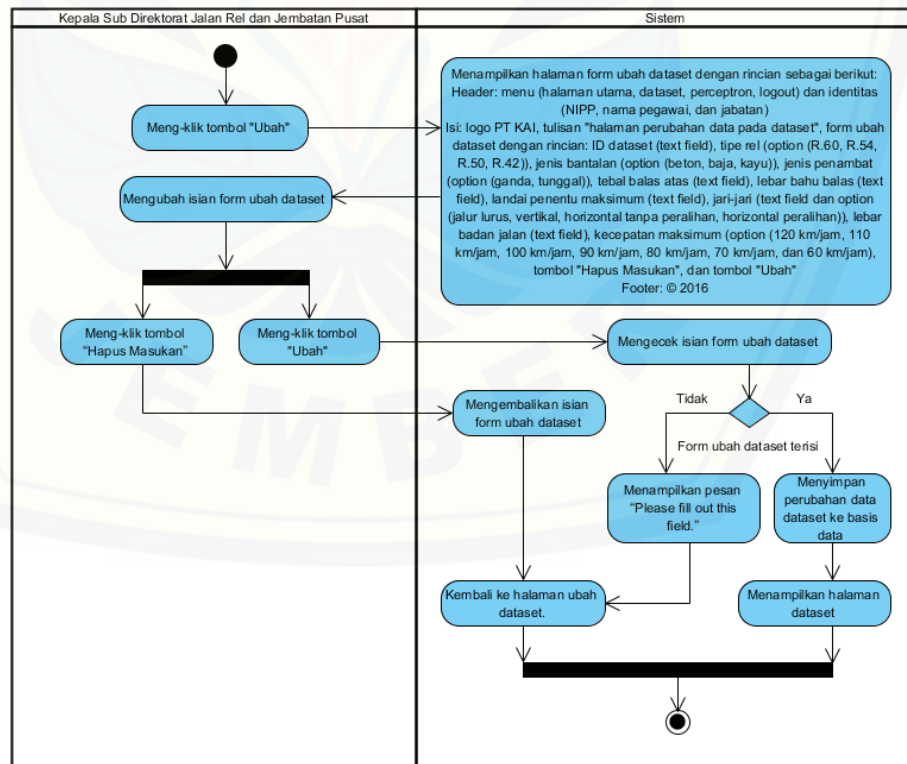 Kepala Sub Direktorat Jalan Rel dan Jembatan Pusat
Sistem
Meng-klik tombol "Ubah"
Menampilkan halaman form ubah dataset dengan rincian sebagai berikut:
Header: menu (halaman utama, dataset, perceptron, logout) dan identitas
(NIPP, nama pegawai, dan jabatan)
Isi: logo PT KAI, tulisan "halaman perubahan data pada dataset", form ubah
dataset dengan rincian: ID dataset (text field), tipe rel (option (R.60, R.54,
R.50, R.42)), jenis bantalan (option (beton, baja, kayu)), jenis penambat
(option (ganda, tunggal)), tebal balas atas (text field), lebar bahu balas (text
field), landai penentu maksimum (text field), jari-jari (text field dan option
(jalur lurus, vertikal, horizontal tanpa peralihan, horizontal peralihan)), lebar
badan jalan (text field), kecepatan maksimum (option (120 km/jam, 110
km/jam, 100 km/jam, 90 km/jam, 80 km/jam, 70 km/jam, dan 60 km/jam),
tombol "Hapus Masukan", dan tombol "Ubah"
Footer: © 2016
Mengubah isian form ubah dataset
Meng-klik tombol
“Hapus Masukan”
Meng-klik tombol
"Ubah"
Mengecek isian form ubah dataset
Tidak
Ya
Form ubah dataset terisi
Mengembalikan isian
form ubah dataset
Menampilkan pesan
“Please fill out this
field.”
Menyimpan
perubahan data
dataset ke basis
data
Kembali ke halaman ubah
dataset.
Menampilkan halaman
dataset
JEMBER